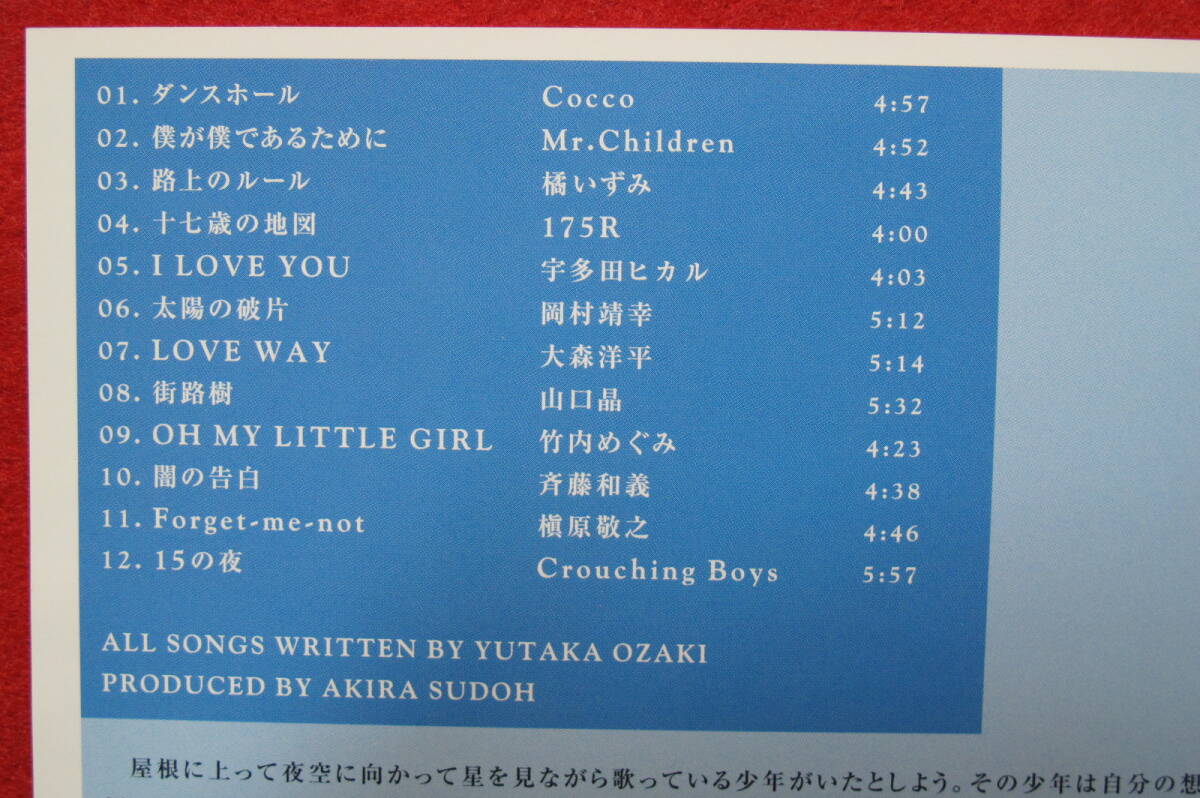 01. ダンスホール Cocco 4:57
02. 僕が僕であるために Mr.Children 4:52
03. 路上のルール 橘いずみ 4:43
04. 十七歳の地図 175R 4:00
05. I LOVE YOU 宇多田ヒカル 4:03
06. 太陽の破片 岡村靖幸 5:12
07. LOVE WAY 大森洋平 5:14
08. 街路樹 山口晶 5:32
09. OH MY LITTLE GIRL 竹内めぐみ 4:23
10. 闇の告白 斉藤和義 4:38
11. Forget-me-not 槇原敬之 4:46
12. 15の夜 Crouching Boys 5:57
ALL SONGS WRITTEN BY YUTAKA OZAKI
PRODUCED BY AKIRA SUDOH
屋根に上って夜空に向かって星を見ながら歌っている少年がいたとしよう。その少年は自分の想